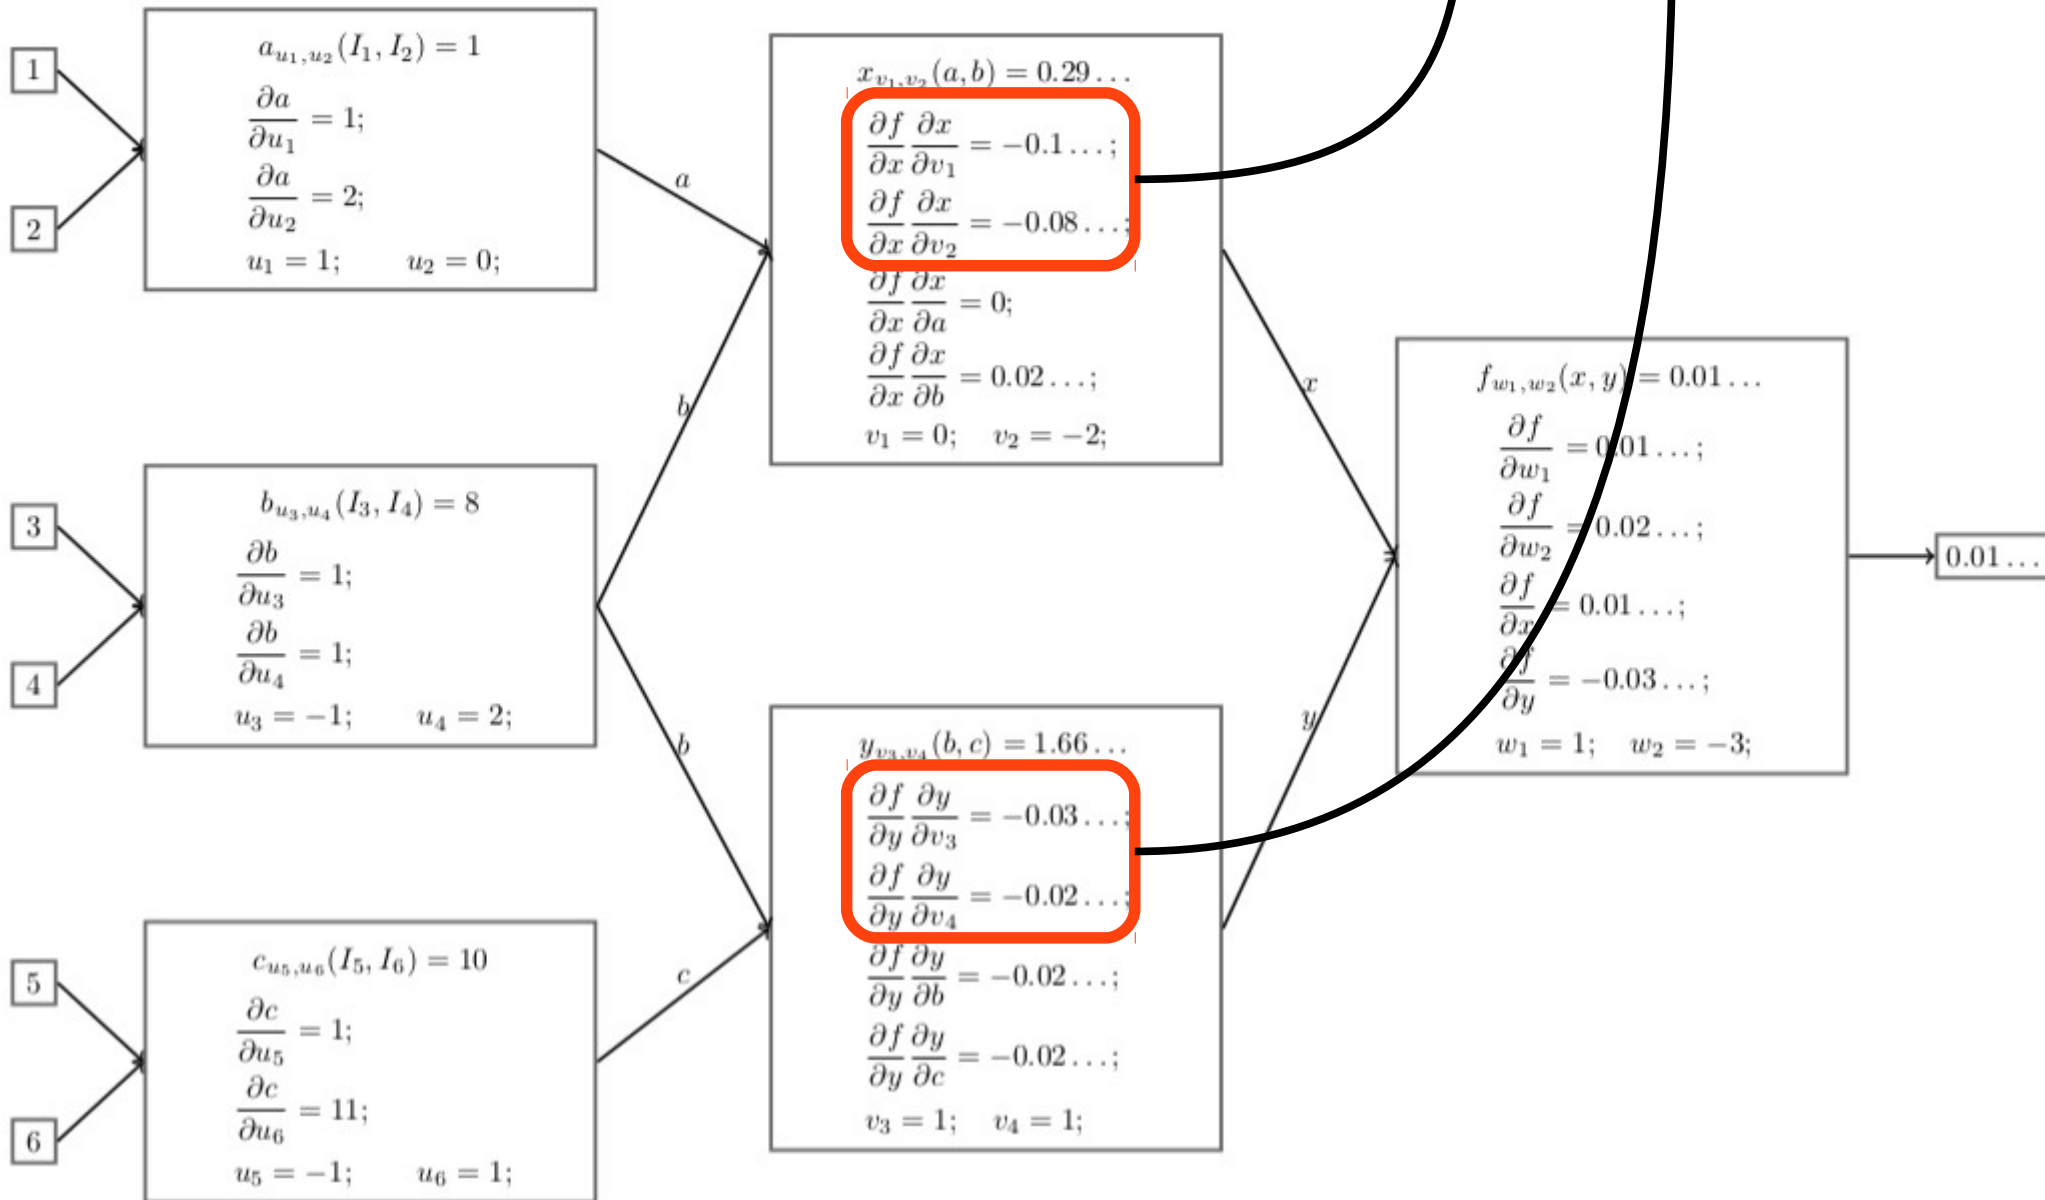 1
2
a_{u_1,u_2}(I_1, I_2) = 1
∂a/∂u_1 = 1;
∂a/∂u_2 = 2;
u_1 = 1; u_2 = 0;
a
b
3
4
b_{u_3,u_4}(I_3, I_4) = 8
∂b/∂u_3 = 1;
∂b/∂u_4 = 1;
u_3 = −1; u_4 = 2;
b
c
5
6
c_{u_5,u_6}(I_5, I_6) = 10
∂c/∂u_5 = 1;
∂c/∂u_6 = 11;
u_5 = −1; u_6 = 1;
x_{v_1,v_2}(a, b) = 0.29...
∂f/∂x ∂x/∂v_1 = −0.1...;
∂f/∂x ∂x/∂v_2 = −0.08...;
∂f/∂x ∂x/∂a = 0;
∂f/∂x ∂x/∂b = 0.02...;
v_1 = 0; v_2 = −2;
x
y_{v_3,v_4}(b, c) = 1.66...
∂f/∂y ∂y/∂v_3 = −0.03...;
∂f/∂y ∂y/∂v_4 = −0.02...;
∂f/∂y ∂y/∂b = −0.02...;
∂f/∂y ∂y/∂c = −0.02...;
v_3 = 1; v_4 = 1;
y
f_{w_1,w_2}(x, y) = 0.01...
∂f/∂w_1 = 0.01...;
∂f/∂w_2 = 0.02...;
∂f/∂x = 0.01...;
∂f/∂y = −0.03...;
w_1 = 1; w_2 = −3;
0.01...